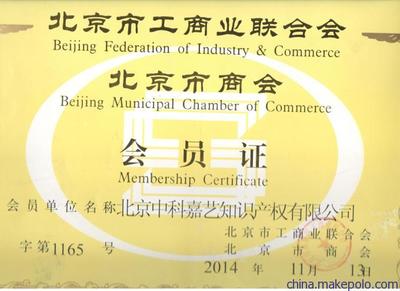 北京市工商业联合会
Beijing Federation of Industry & Commerce
北京市商会
Beijing Municipal Chamber of Commerce
会员证
Membership Certificate
会员单位名称:北京中科嘉艺知识产权有限公司
北京市工商业联合会
字第1165号 北京市商会
2014年11月13日
china.makepolo.com